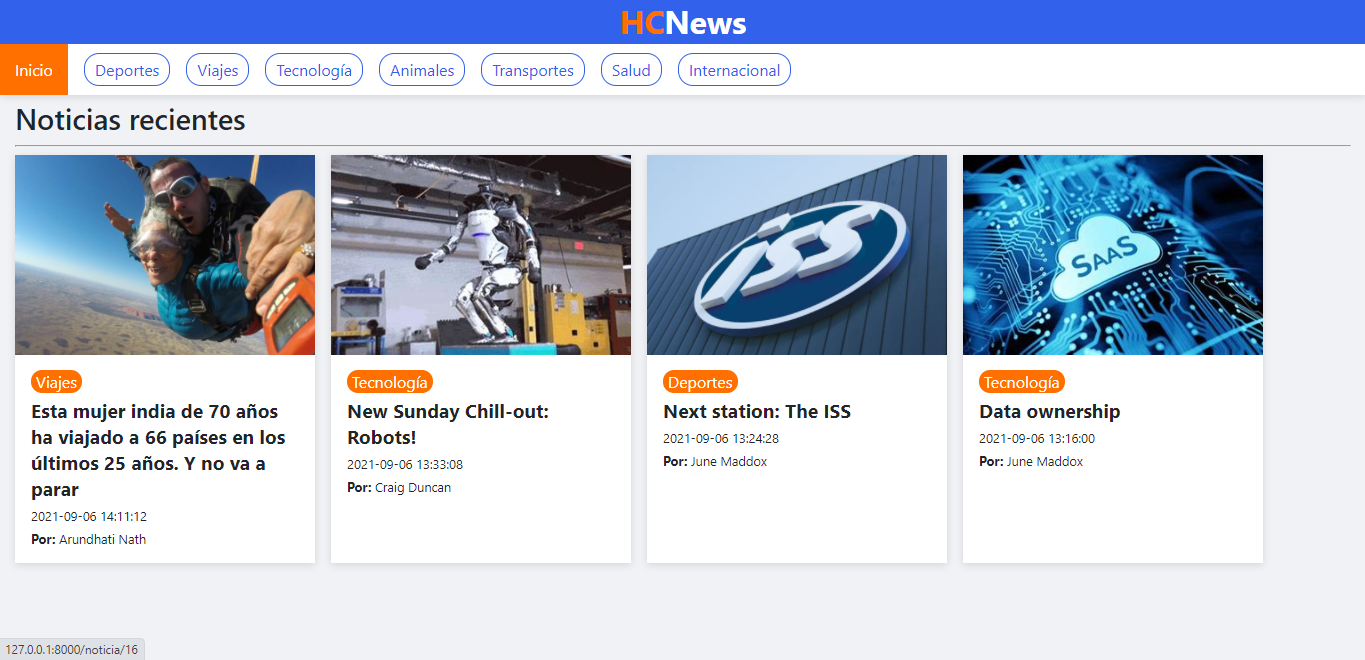 HCNews
Inicio Deportes Viajes Tecnología Animales Transportes Salud Internacional
Noticias recientes
Viajes
Esta mujer india de 70 años
ha viajado a 66 países en los
últimos 25 años. Y no va a
parar
2021-09-06 14:11:12
Por: Arundhati Nath
Tecnología
New Sunday Chill-out:
Robots!
2021-09-06 13:33:08
Por: Craig Duncan
ISS
Deportes
Next station: The ISS
2021-09-06 13:24:28
Por: June Maddox
SAAS
Tecnología
Data ownership
2021-09-06 13:16:00
Por: June Maddox
127.0.0.1:8000/noticia/16